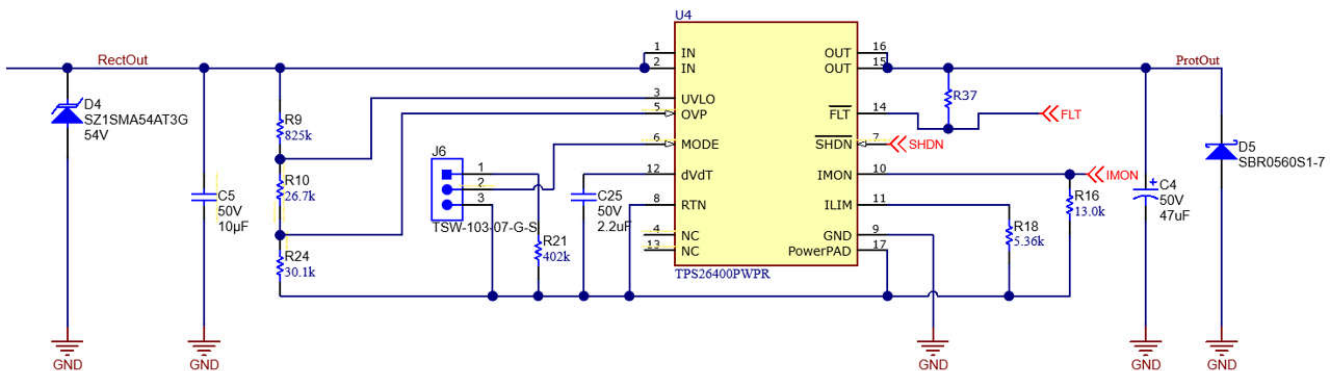 U4
RectOut
D4
SZ1SMA54AT3G
54V
C5
50V
10µF
R9
825k
R10
26.7k
R24
30.1k
J6
1
2
3
TSW-103-07-G-S
R21
402k
C25
50V
2.2uF
1 IN
2 IN
3 UVLO
5 OVP
6 MODE
12 dVdT
8 RTN
4 NC
13 NC
OUT 16
OUT 15
FLT 14
SHDN 7
IMON 10
ILIM 11
GND 9
PowerPAD 17
TPS26400PWPR
R37
FLT
SHDN
IMON
R18
5.36k
R16
13.0k
ProtOut
C4
50V
47uF
D5
SBR0560S1-7
GND
GND
GND
GND
GND